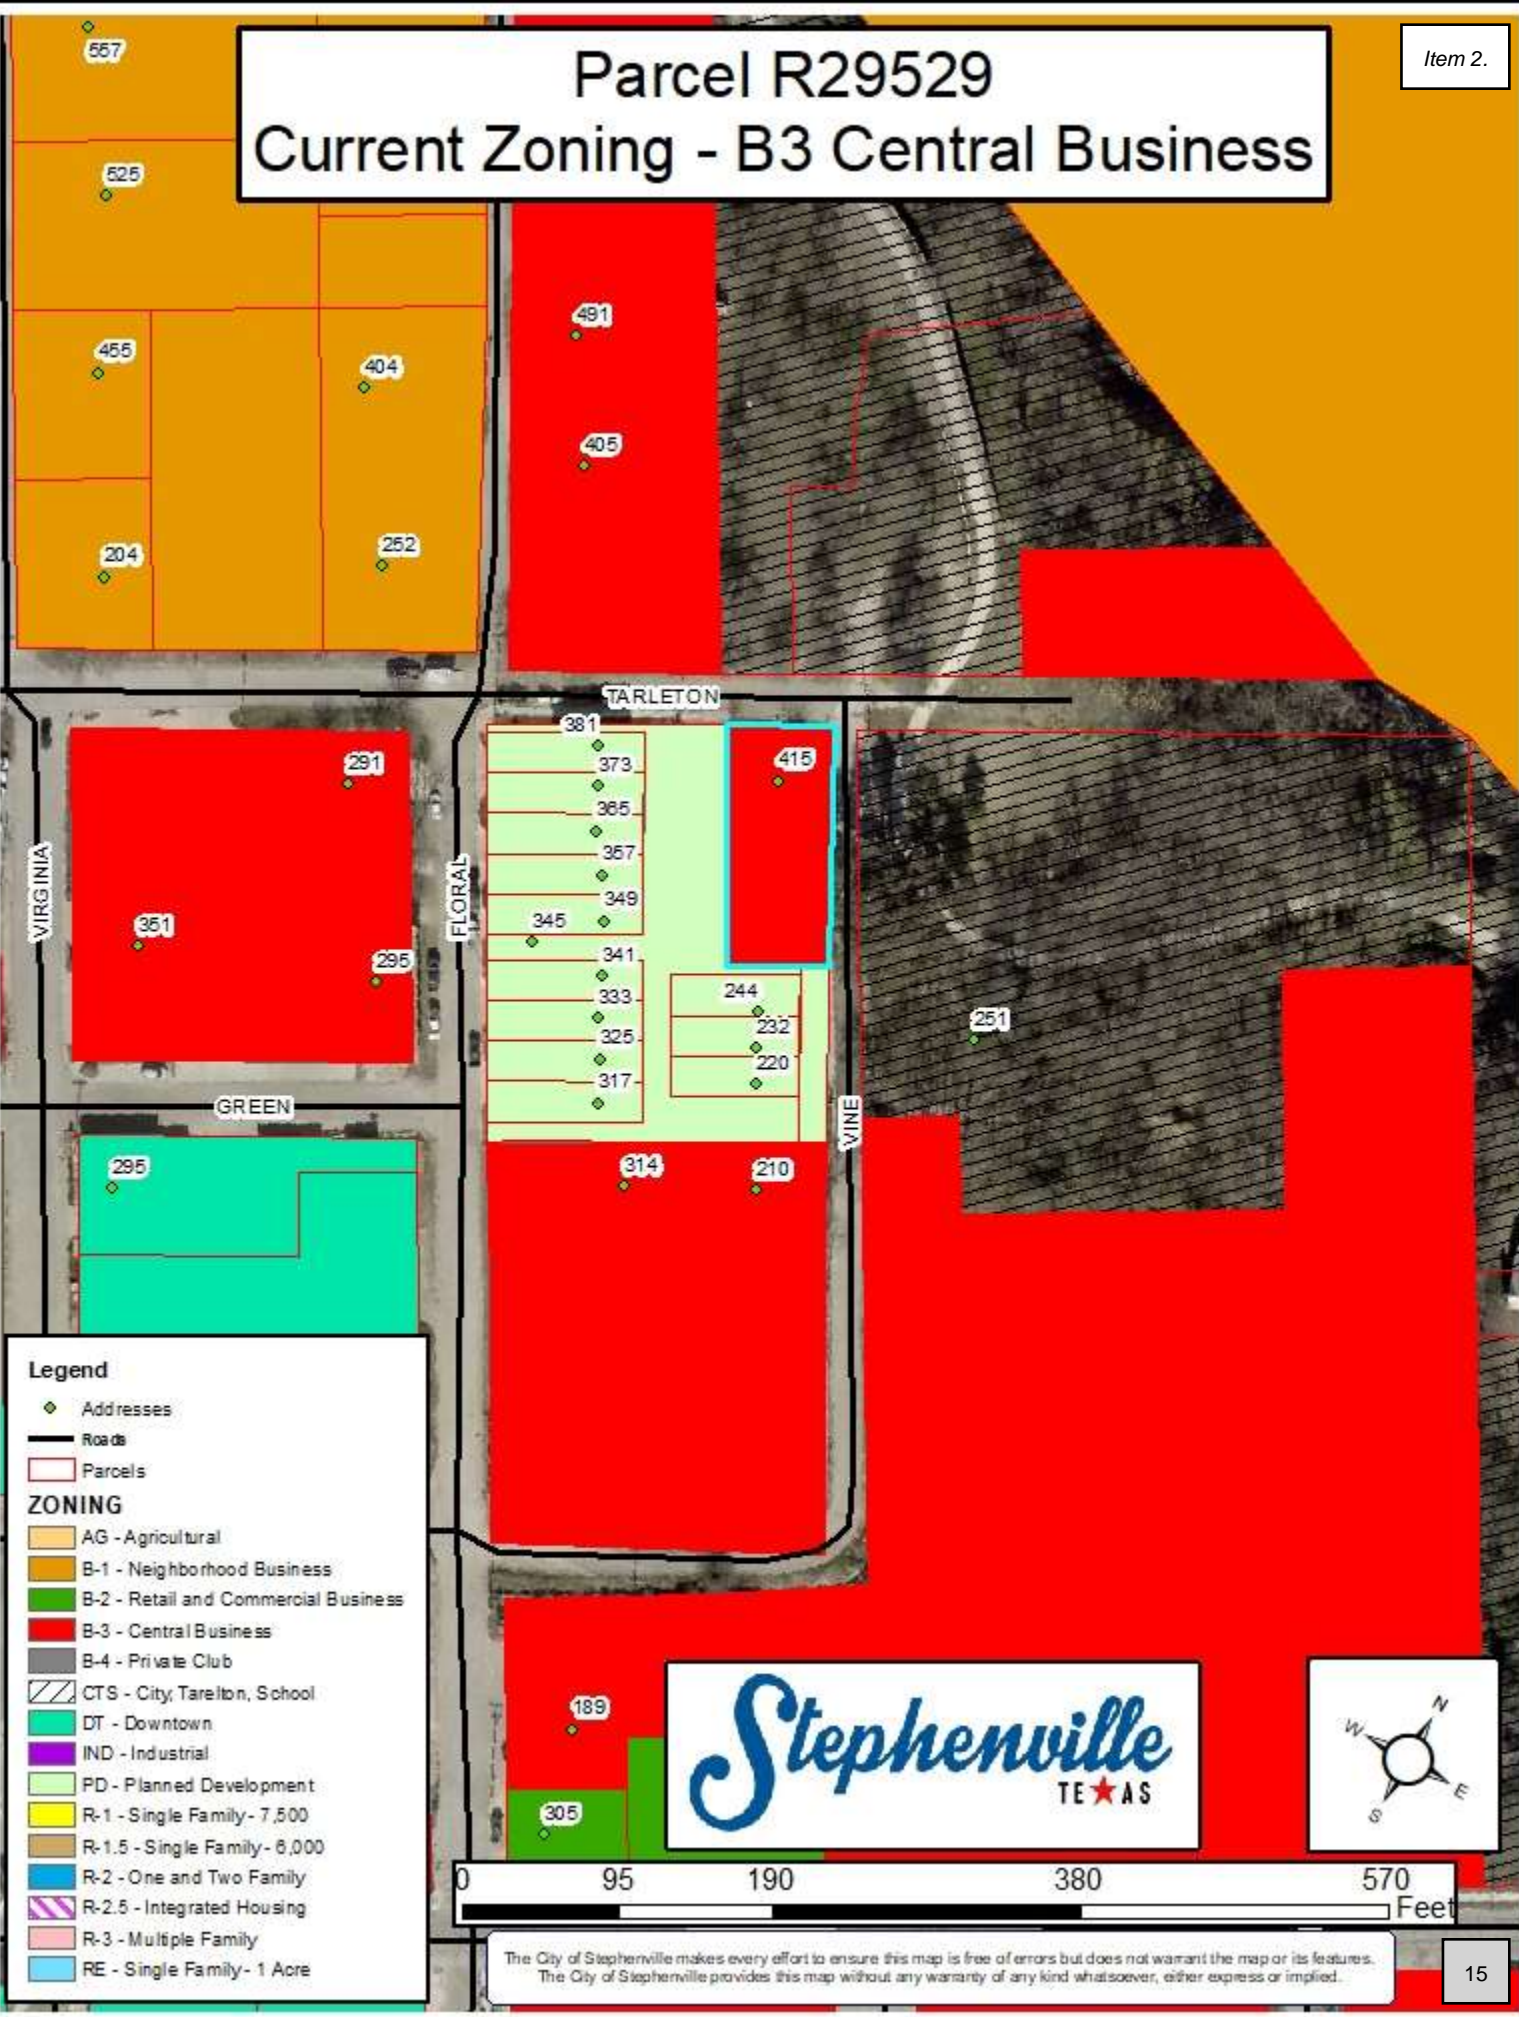 Item 2.
Parcel R29529
Current Zoning - B3 Central Business
557
525
491
455
404
405
204
252
TARLETON
381
415
291
373
365
357
349
345
351
341
295
333
244
325
232
251
317
220
VIRGINIA
FLORAL
VINE
GREEN
295
314
210
189
305
Legend
Addresses
Roads
Parcels
ZONING
AG - Agricultural
B-1 - Neighborhood Business
B-2 - Retail and Commercial Business
B-3 - Central Business
B-4 - Private Club
CTS - City, Tarelton, School
DT - Downtown
IND - Industrial
PD - Planned Development
R-1 - Single Family - 7,500
R-1.5 - Single Family - 6,000
R-2 - One and Two Family
R-2.5 - Integrated Housing
R-3 - Multiple Family
RE - Single Family - 1 Acre
Stephenville
TEXAS
N
W
E
S
0 95 190 380 570
Feet
The City of Stephenville makes every effort to ensure this map is free of errors but does not warrant the map or its features.
The City of Stephenville provides this map without any warranty of any kind whatsoever, either express or implied.
15